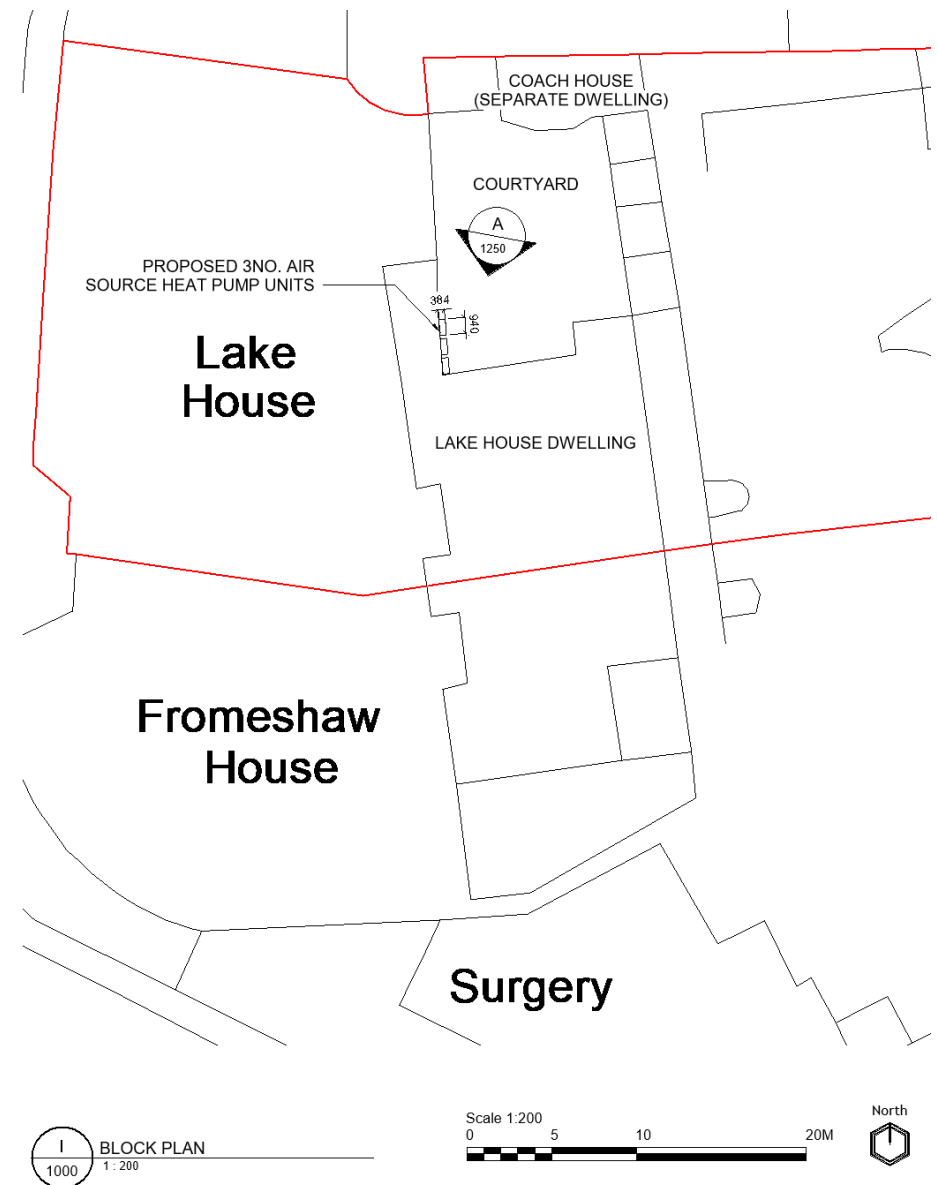 COACH HOUSE
(SEPARATE DWELLING)
COURTYARD
A
1250
PROPOSED 3NO. AIR
SOURCE HEAT PUMP UNITS
384
940
Lake
House
LAKE HOUSE DWELLING
Fromeshaw
House
Surgery
I
1000
BLOCK PLAN
1 : 200
Scale 1:200
0 5 10 20M
North